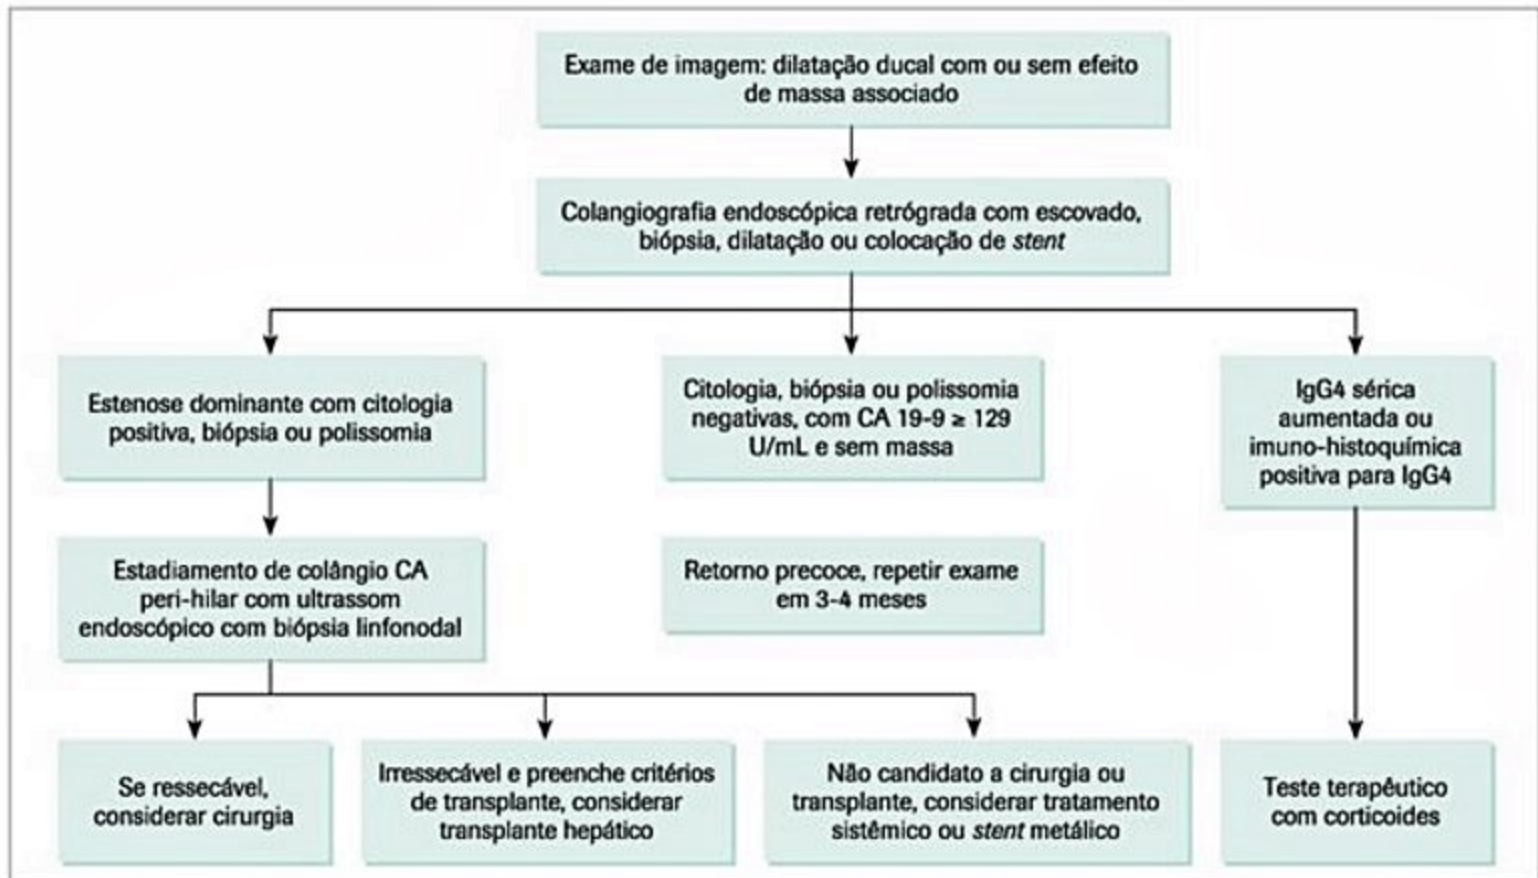 Exame de imagem: dilatação ductal com ou sem efeito
de massa associado
Colangiografia endoscópica retrógrada com escovado,
biópsia, dilatação ou colocação de stent
Estenose dominante com citologia
positiva, biópsia ou polissomia
Citologia, biópsia ou polissomia
negativas, com CA 19-9 ≥ 129
U/mL e sem massa
IgG4 sérica
aumentada ou
imuno-histoquímica
positiva para IgG4
Estadiamento de colângio CA
peri-hilar com ultrassom
endoscópico com biópsia linfonodal
Retorno precoce, repetir exame
em 3-4 meses
Se ressecável,
considerar cirurgia
Irressecável e preenche critérios
de transplante, considerar
transplante hepático
Não candidato a cirurgia ou
transplante, considerar tratamento
sistêmico ou stent metálico
Teste terapêutico
com corticoides